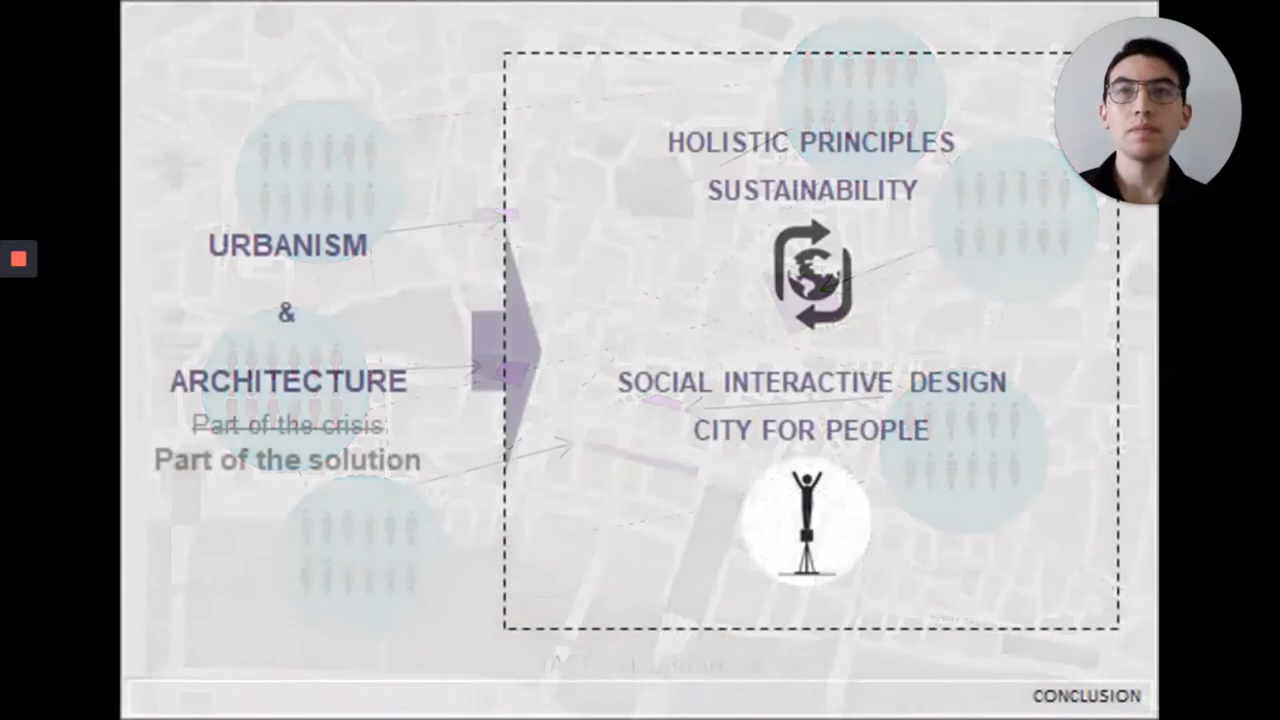 URBANISM
&
ARCHITECTURE
Part of the crisis
Part of the solution
HOLISTIC PRINCIPLES
SUSTAINABILITY
SOCIAL INTERACTIVE DESIGN
CITY FOR PEOPLE
CONCLUSION